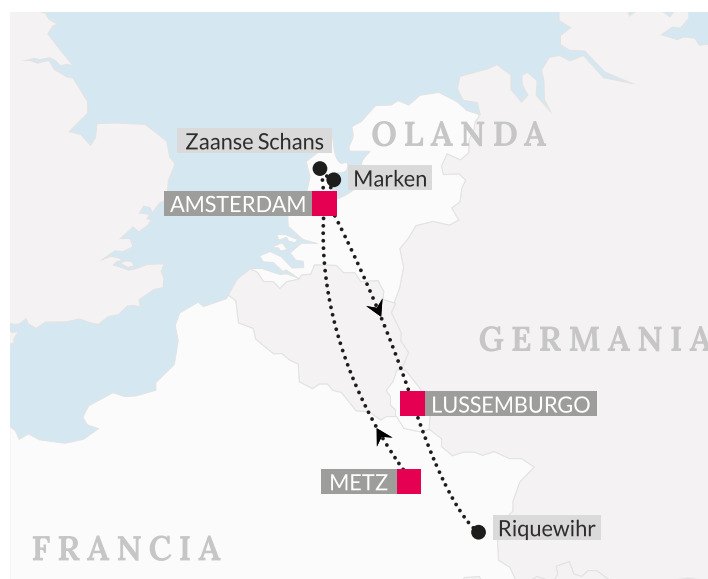 OLANDA
Zaanse Schans
Marken
AMSTERDAM
GERMANIA
LUSSEMBURGO
METZ
Riquewihr
FRANCIA